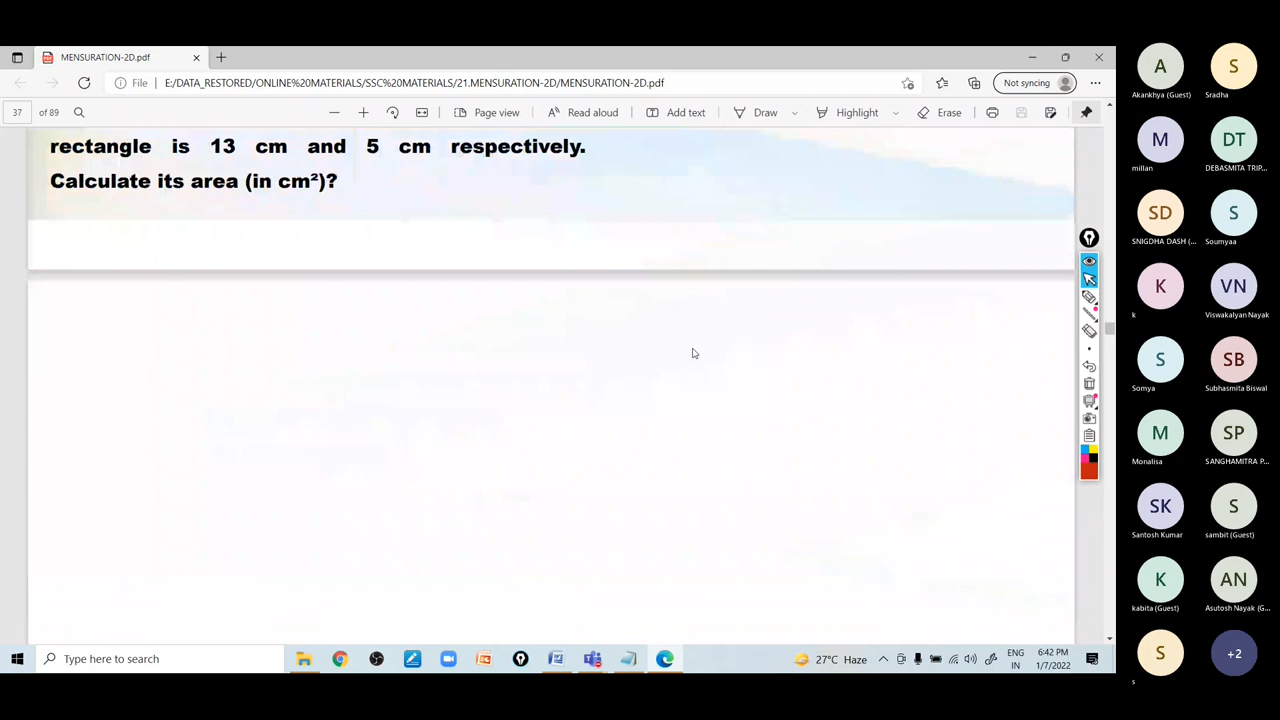 MENSURATION-2D.pdf
File E:/DATA_RESTORED/ONLINE%20MATERIALS/SSC%20MATERIALS/21.MENSURATION-2D/MENSURATION-2D.pdf Not syncing
37 of 89 Page view Read aloud Add text Draw Highlight Erase
rectangle is 13 cm and 5 cm respectively.
Calculate its area (in cm²)?
A S
Akankhya (Guest) Sradha
M DT
millan DEBASMITA TRIP...
SD S
SNIGDHA DASH (... Soumyaa
K VN
k Viswakalyan Nayak
S SB
Somya Subhasmita Biswal
M SP
Monalisa SANGHAMITRA P...
SK S
Santosh Kumar sambit (Guest)
K AN
kabita (Guest) Asutosh Nayak (G...
S +2
s
Type here to search 27°C Haze ENG 6:42 PM
IN 1/7/2022